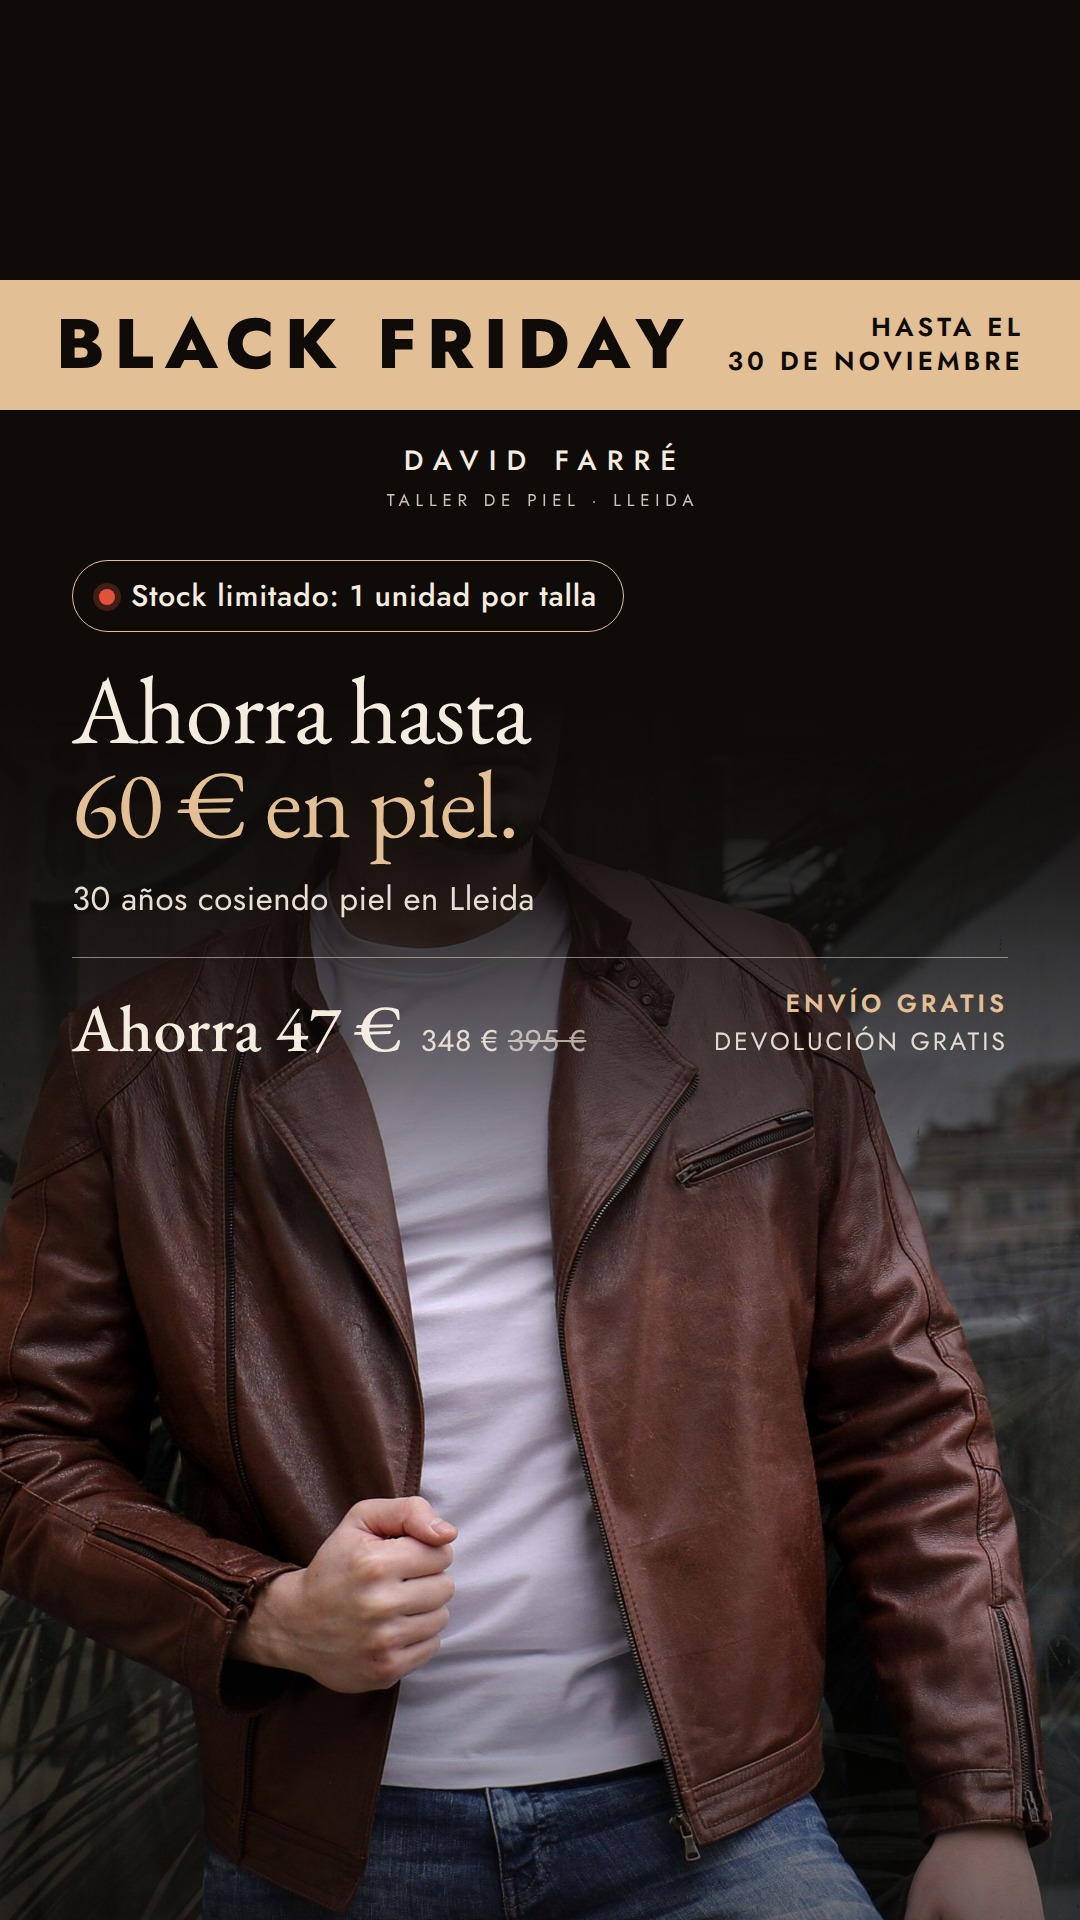 BLACK FRIDAY
HASTA EL
30 DE NOVIEMBRE
DAVID FARRÉ
TALLER DE PIEL · LLEIDA
Stock limitado: 1 unidad por talla
Ahorra hasta
60 € en piel.
30 años cosiendo piel en Lleida
Ahorra 47 € 348 € 395 €
ENVÍO GRATIS
DEVOLUCIÓN GRATIS